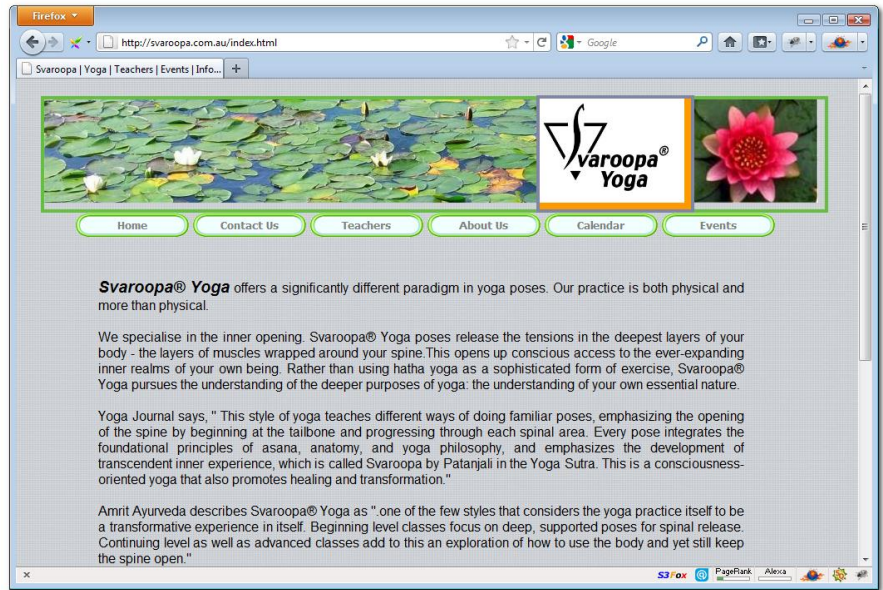 Firefox
http://svaroopa.com.au/index.html
Google
Svaroopa | Yoga | Teachers | Events | Info...
Svaroopa®
Yoga
Home Contact Us Teachers About Us Calendar Events
Svaroopa® Yoga offers a significantly different paradigm in yoga poses. Our practice is both physical and
more than physical.
We specialise in the inner opening. Svaroopa® Yoga poses release the tensions in the deepest layers of your
body - the layers of muscles wrapped around your spine.This opens up conscious access to the ever-expanding
inner realms of your own being. Rather than using hatha yoga as a sophisticated form of exercise, Svaroopa®
Yoga pursues the understanding of the deeper purposes of yoga: the understanding of your own essential nature.
Yoga Journal says, " This style of yoga teaches different ways of doing familiar poses, emphasizing the opening
of the spine by beginning at the tailbone and progressing through each spinal area. Every pose integrates the
foundational principles of asana, anatomy, and yoga philosophy, and emphasizes the development of
transcendent inner experience, which is called Svaroopa by Patanjali in the Yoga Sutra. This is a consciousness-
oriented yoga that also promotes healing and transformation."
Amrit Ayurveda describes Svaroopa® Yoga as ".one of the few styles that considers the yoga practice itself to be
a transformative experience in itself. Beginning level classes focus on deep, supported poses for spinal release.
Continuing level as well as advanced classes add to this an exploration of how to use the body and yet still keep
the spine open."
S3Fox @ PageRank Alexa